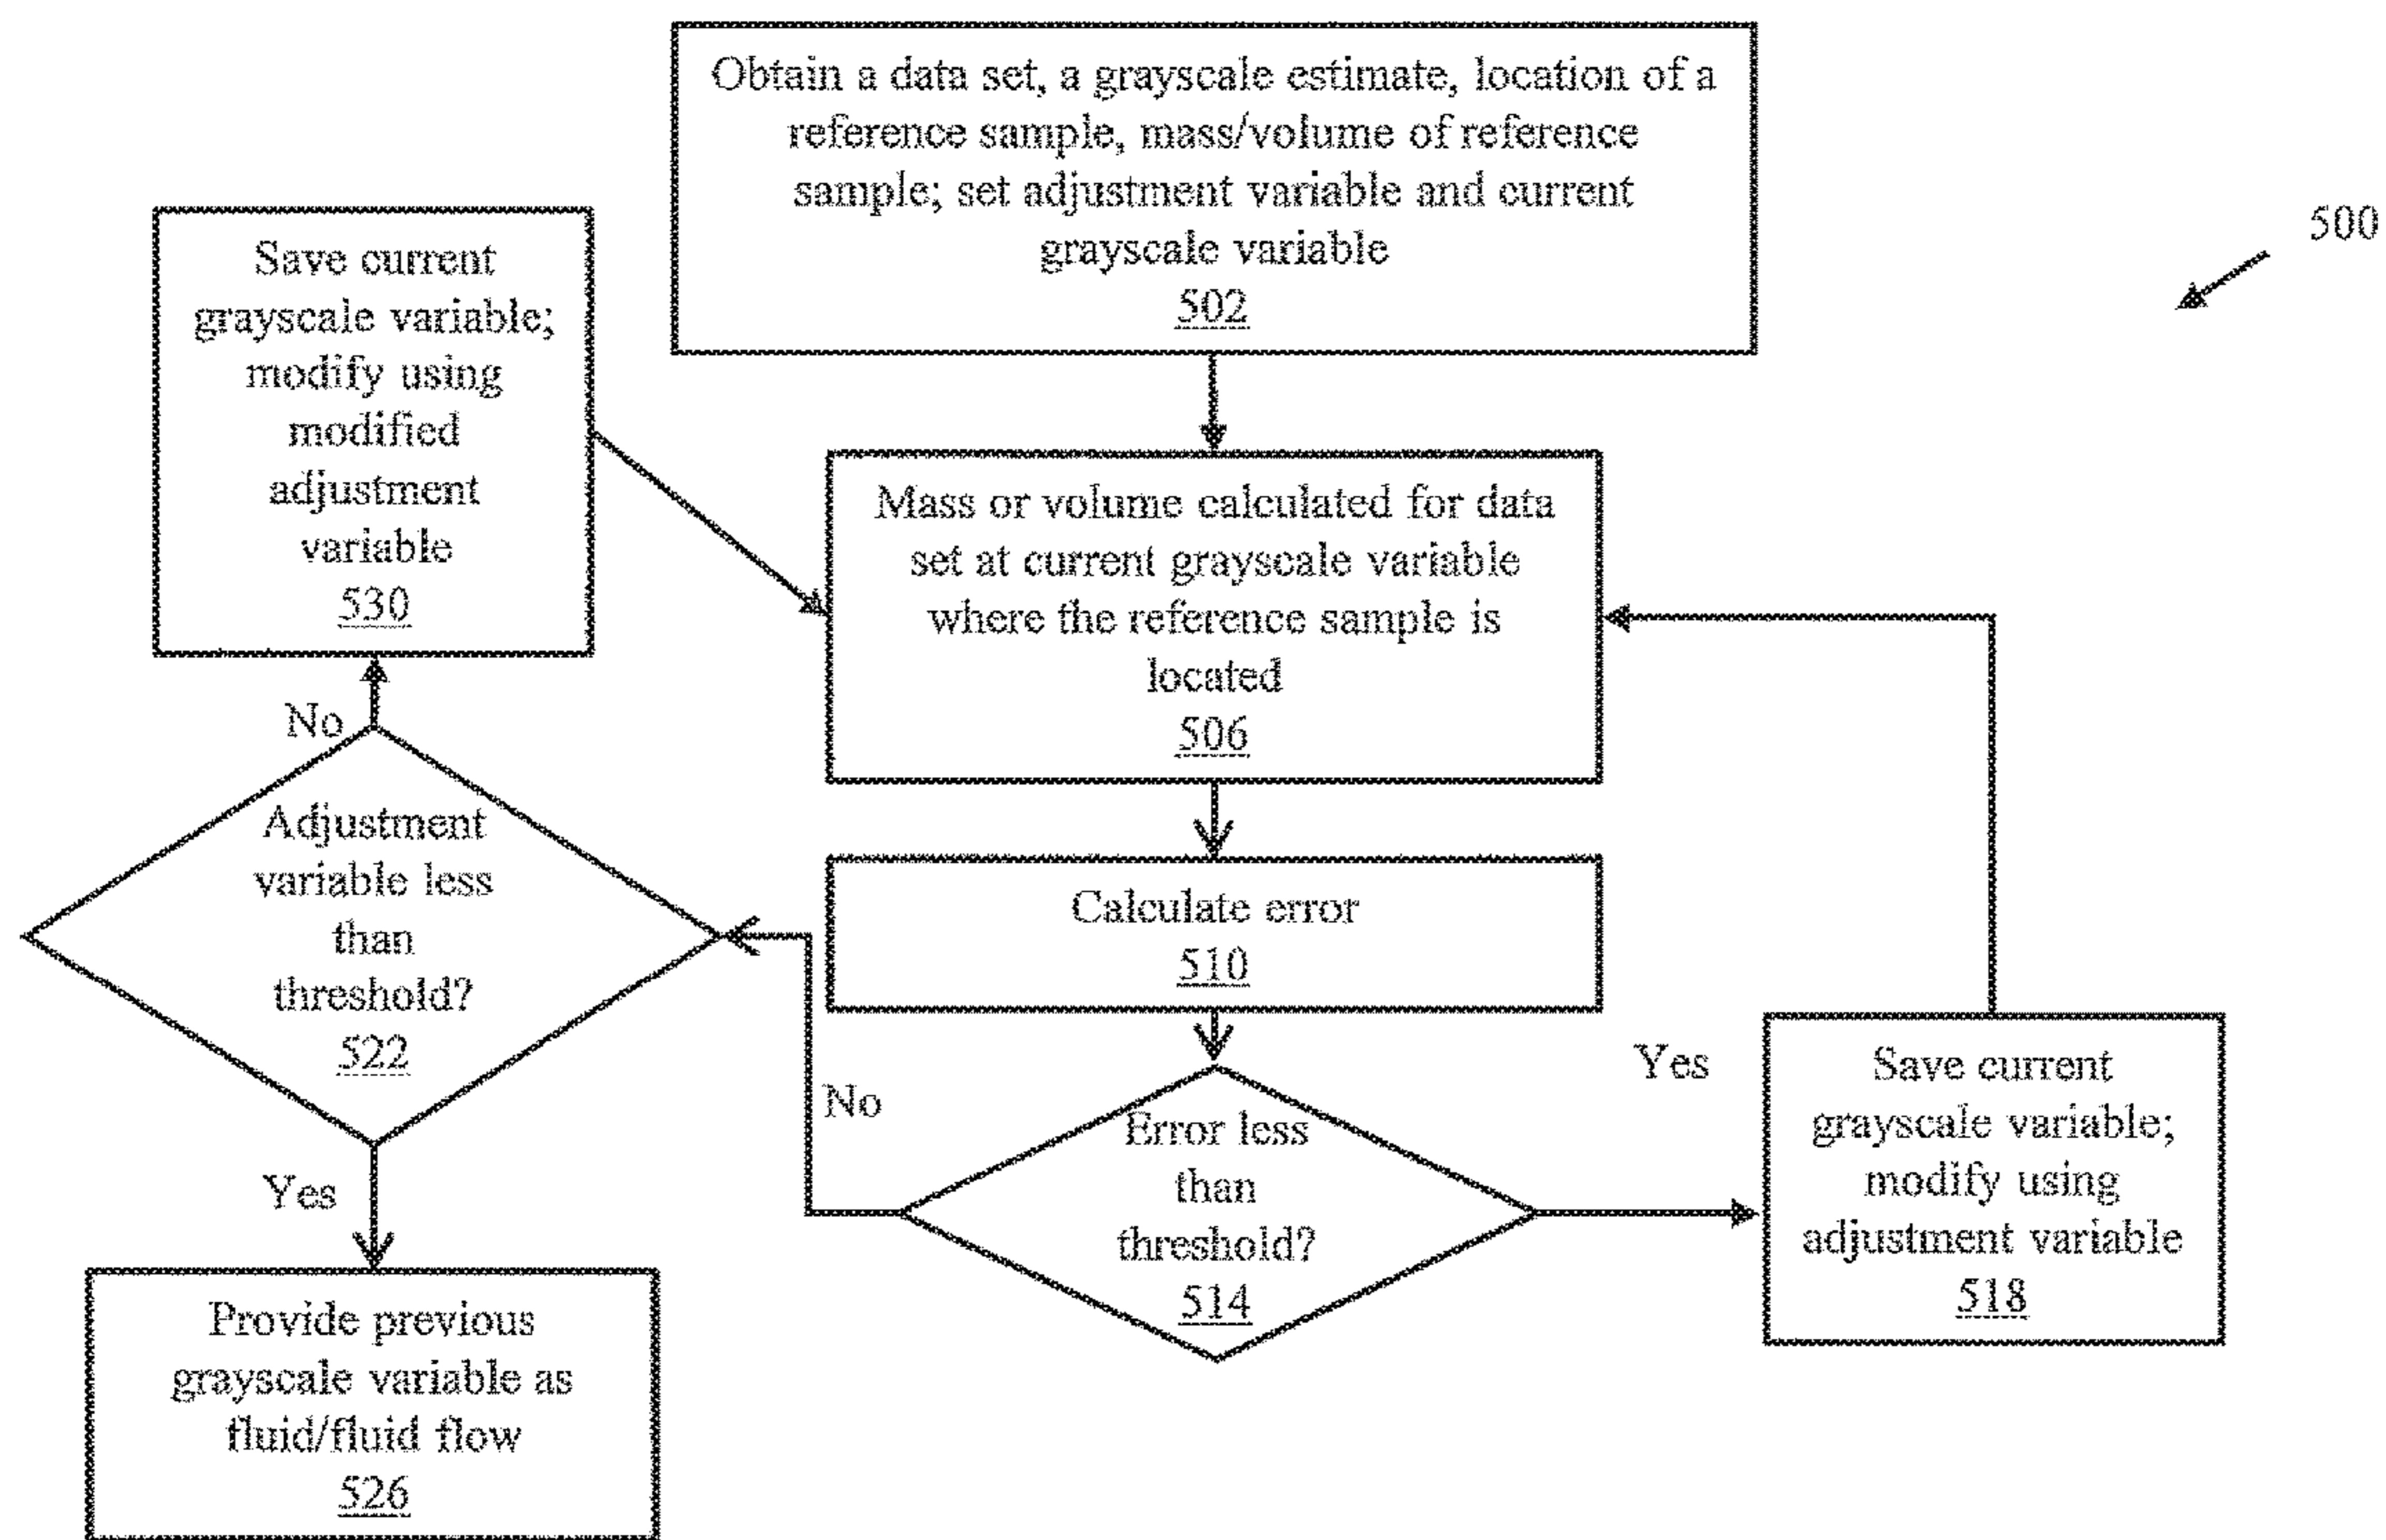 Obtain a data set, a grayscale estimate, location of a
reference sample, mass/volume of reference
sample; set adjustment variable and current
grayscale variable
502
500
Save current
grayscale variable;
modify using
modified
adjustment
variable
530
Mass or volume calculated for data
set at current grayscale variable
where the reference sample is
located
506
No
Adjustment
variable less
than
threshold?
522
Calculate error
510
No
Yes
Error less
than
threshold?
514
Save current
grayscale variable;
modify using
adjustment variable
518
Yes
Provide previous
grayscale variable as
fluid/fluid flow
526